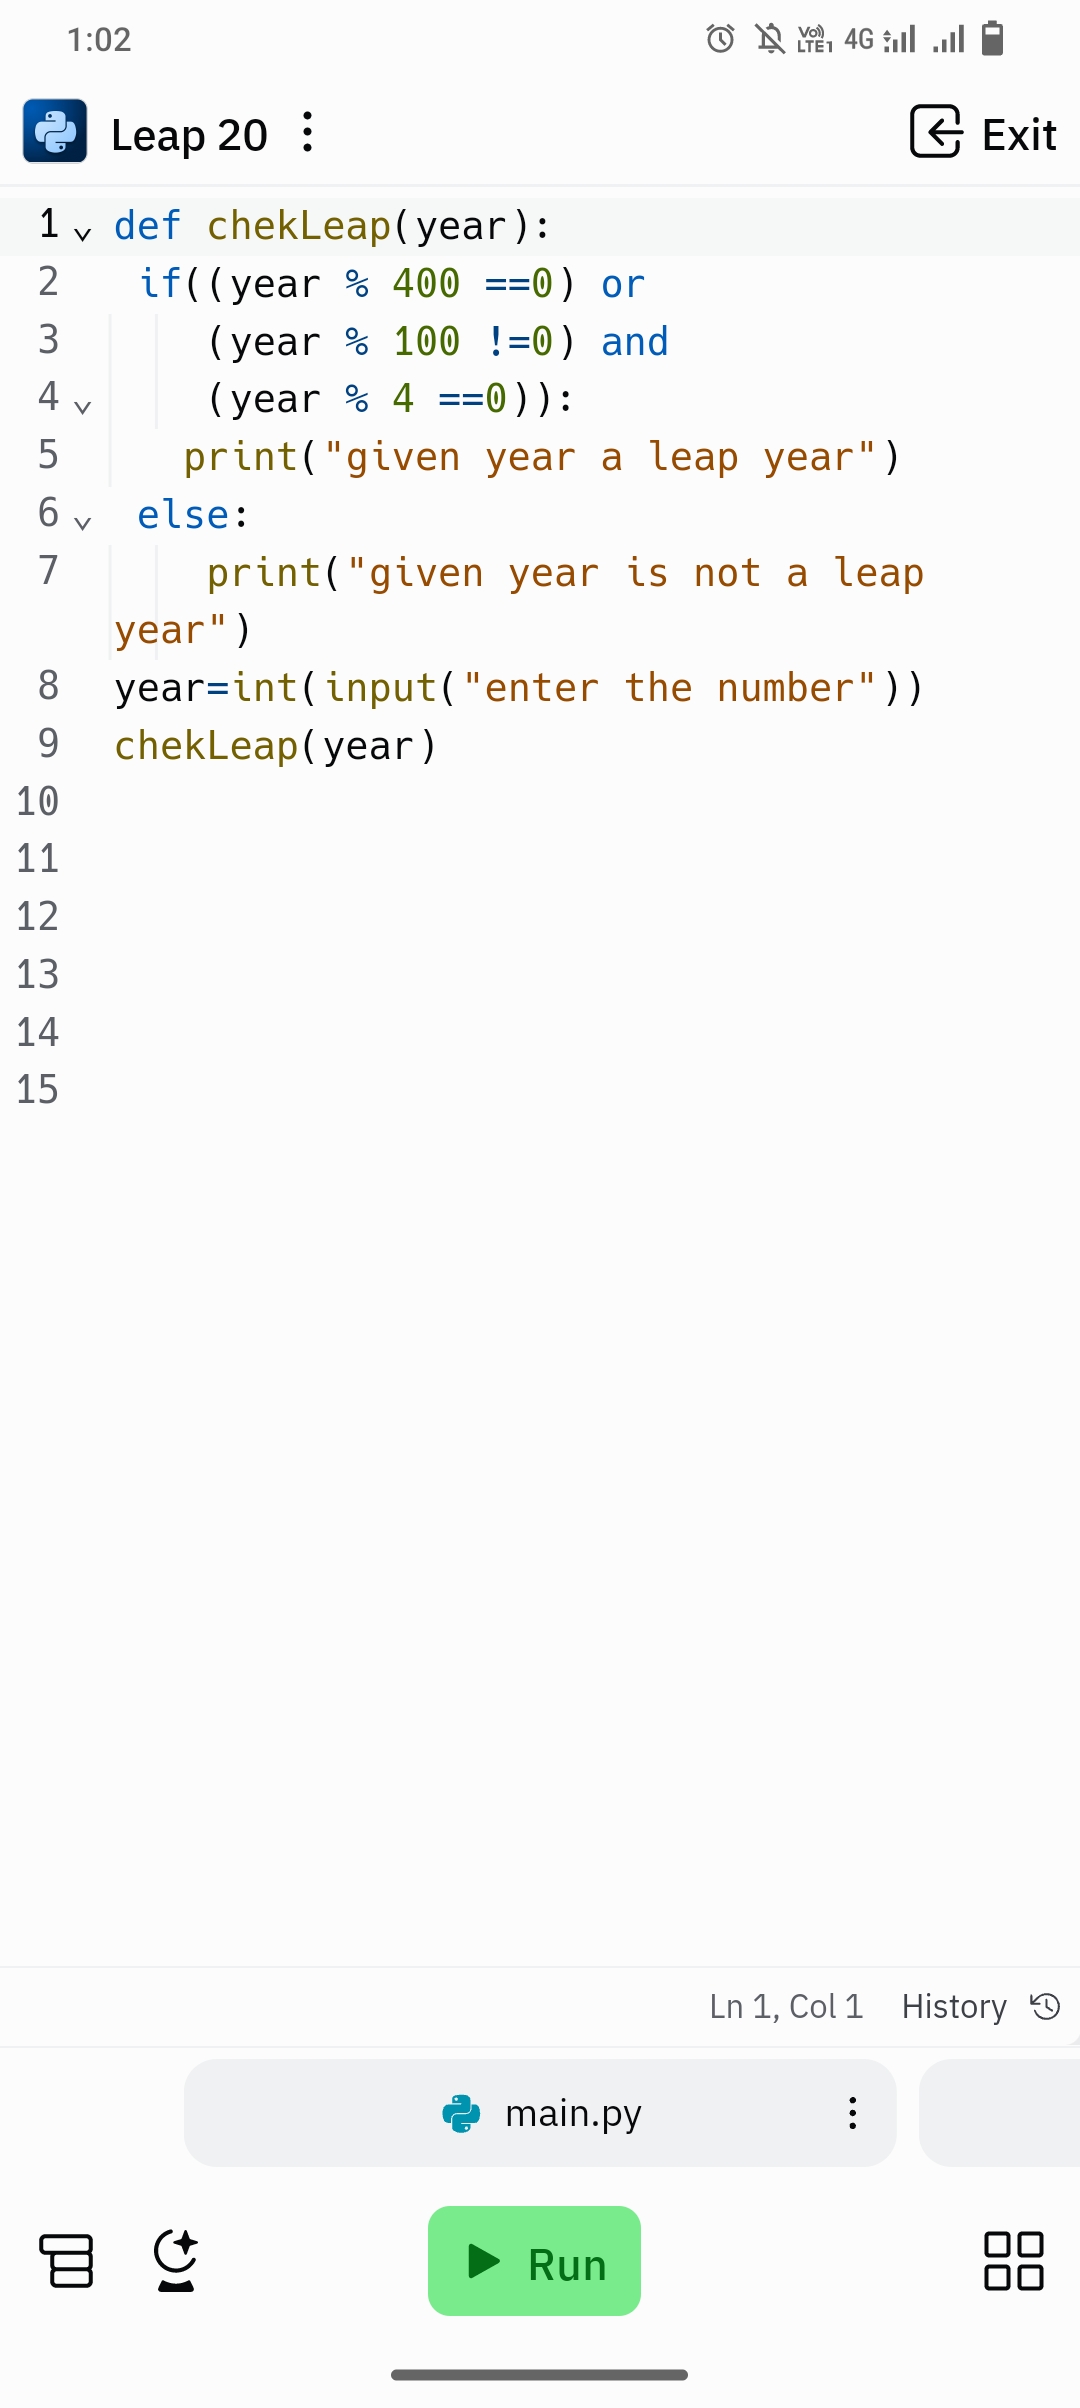 1:02 Vo)) LTE1 4G
Leap 20 Exit
1 def chekLeap(year):
2  if((year % 400 ==0) or
3     (year % 100 !=0) and
4     (year % 4 ==0)):
5    print("given year a leap year")
6  else:
7     print("given year is not a leap
year")
8 year=int(input("enter the number"))
9 chekLeap(year)
10
11
12
13
14
15
Ln 1, Col 1 History
main.py
Run